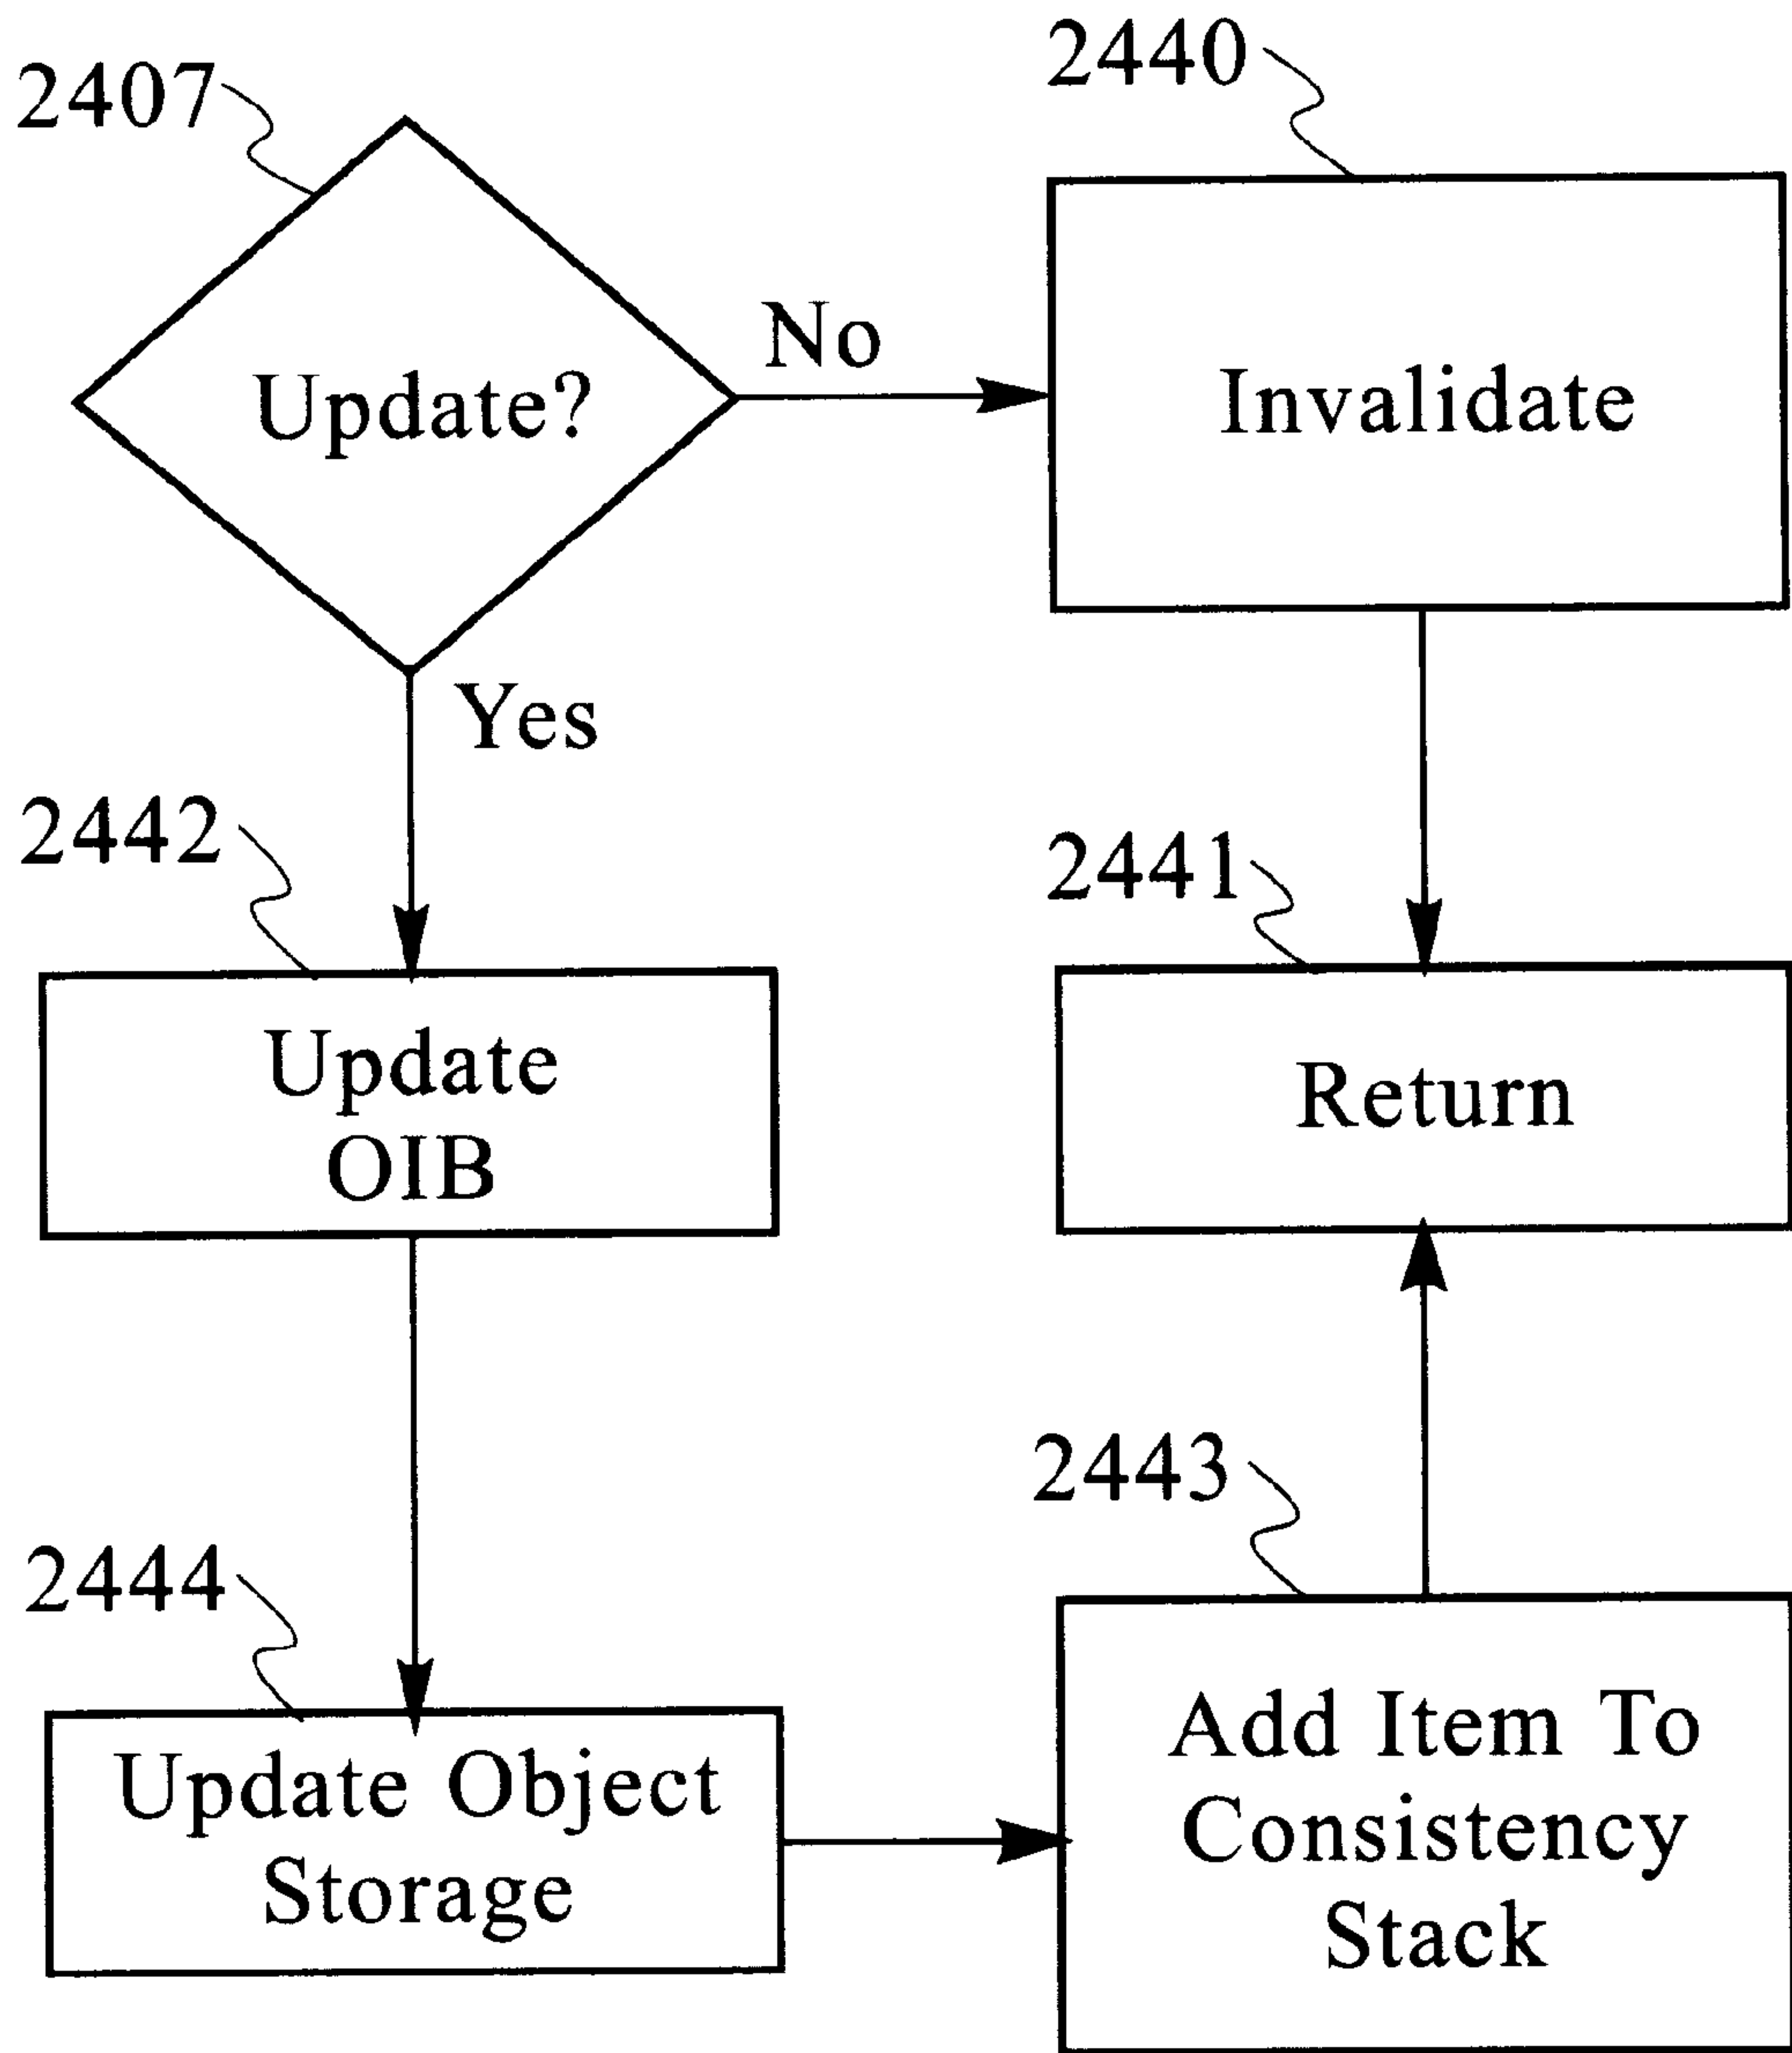 2407
2440
Update?
No
Invalidate
Yes
2442
2441
Update
OIB
Return
2443
2444
Update Object
Storage
Add Item To
Consistency
Stack